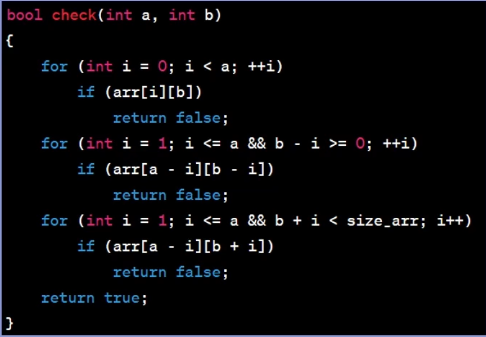 bool check(int a, int b)
{
    for (int i = 0; i < a; ++i)
        if (arr[i][b])
            return false;
    for (int i = 1; i <= a && b - i >= 0; ++i)
        if (arr[a - i][b - i])
            return false;
    for (int i = 1; i <= a && b + i < size_arr; i++)
        if (arr[a - i][b + i])
            return false;
    return true;
}